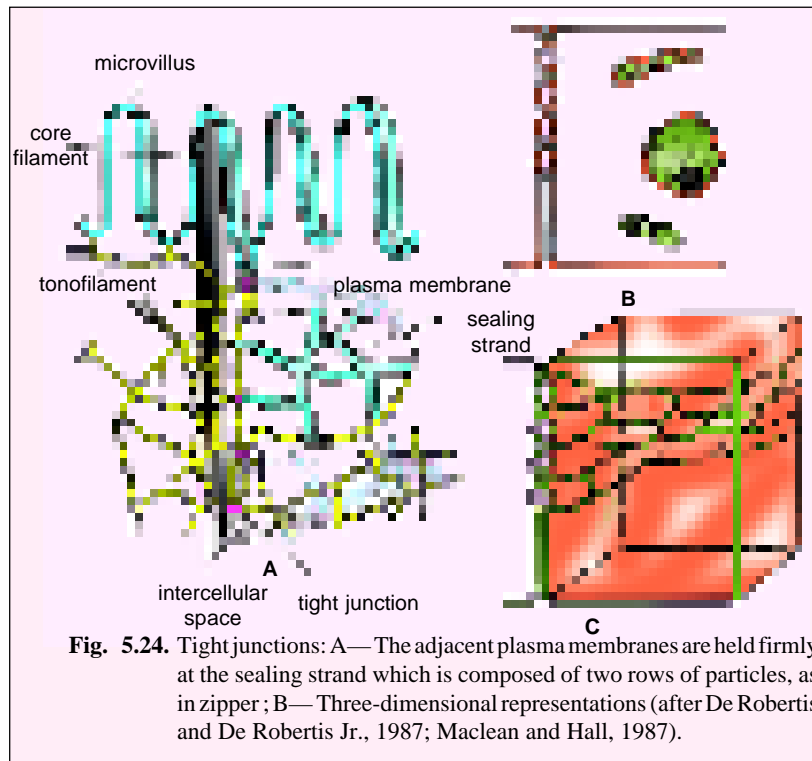 microvillus
core
filament
tonofilament
plasma membrane
B
sealing
strand
A
intercellular
space
tight junction
C
Fig. 5.24. Tight junctions: A— The adjacent plasma membranes are held firmly
at the sealing strand which is composed of two rows of particles, as
in zipper ; B— Three-dimensional representations (after De Robertis
and De Robertis Jr., 1987; Maclean and Hall, 1987).